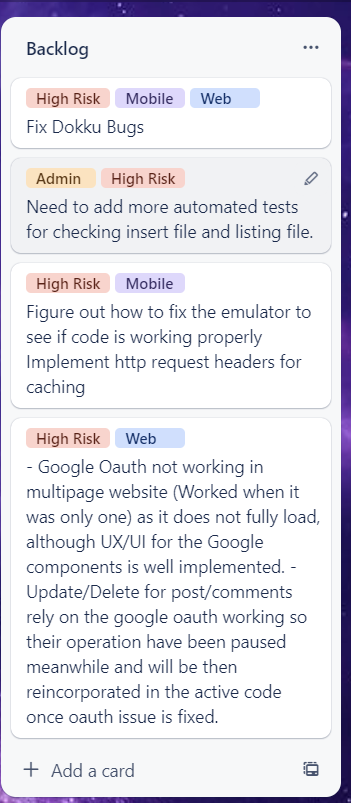 Backlog
High Risk Mobile Web
Fix Dokku Bugs
Admin High Risk
Need to add more automated tests
for checking insert file and listing file.
High Risk Mobile
Figure out how to fix the emulator to
see if code is working properly
Implement http request headers for
caching
High Risk Web
- Google Oauth not working in
multipage website (Worked when it
was only one) as it does not fully load,
although UX/UI for the Google
components is well implemented. -
Update/Delete for post/comments
rely on the google oauth working so
their operation have been paused
meanwhile and will be then
reincorporated in the active code
once oauth issue is fixed.
Add a card